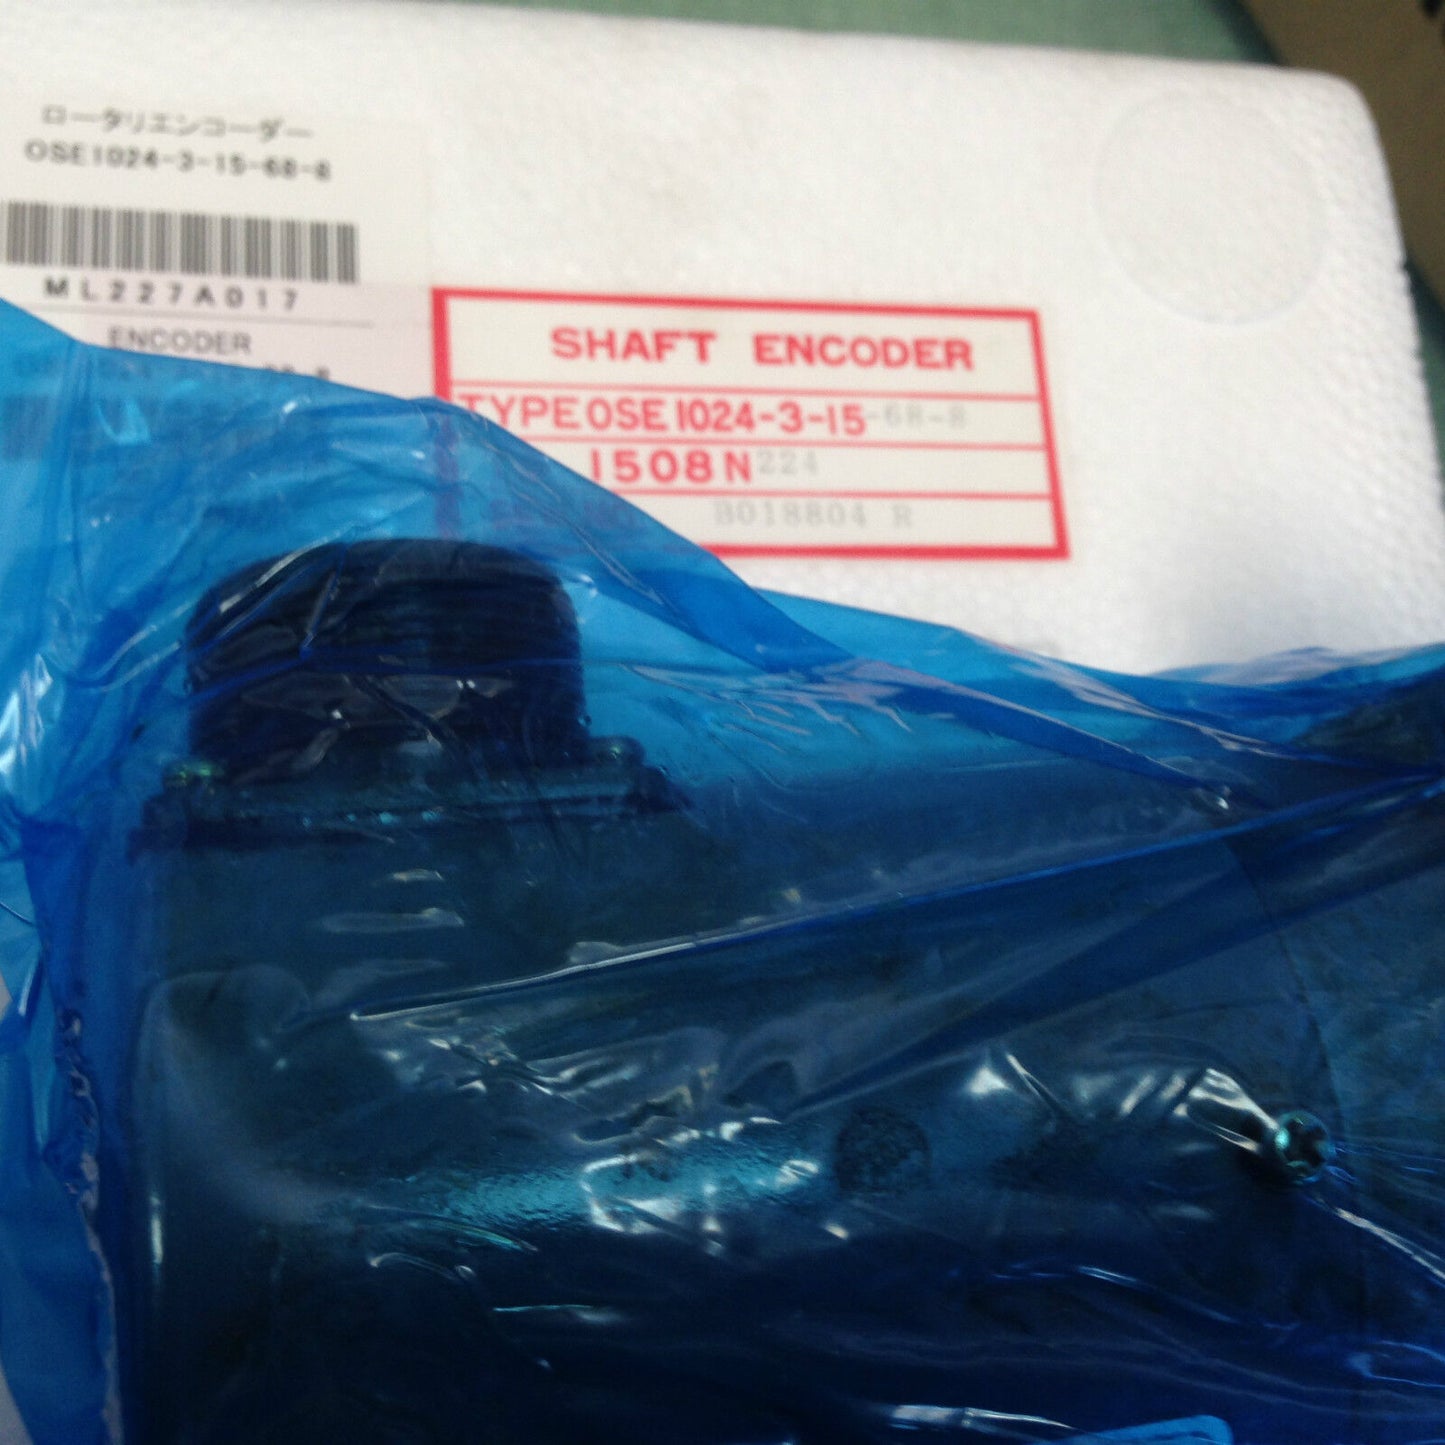 ロータリエンコーダー
OSE1024-3-15-68-8
ML227A017
ENCODER
SHAFT ENCODER
TYPE OSE1024-3-15-68-8
1508N224
B018804 R